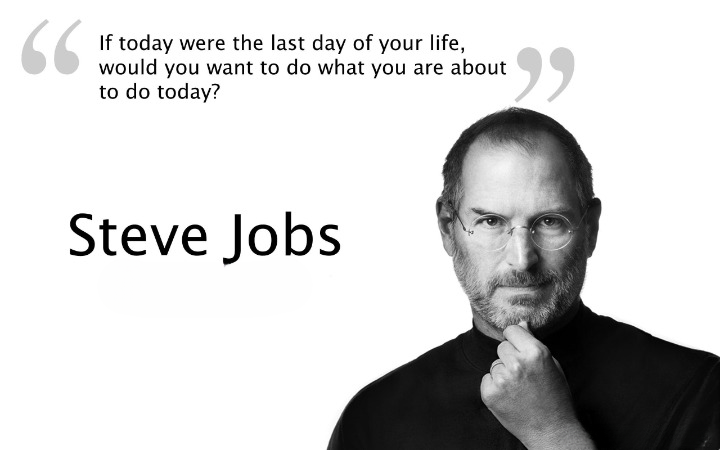 If today were the last day of your life,
would you want to do what you are about
to do today?
Steve Jobs